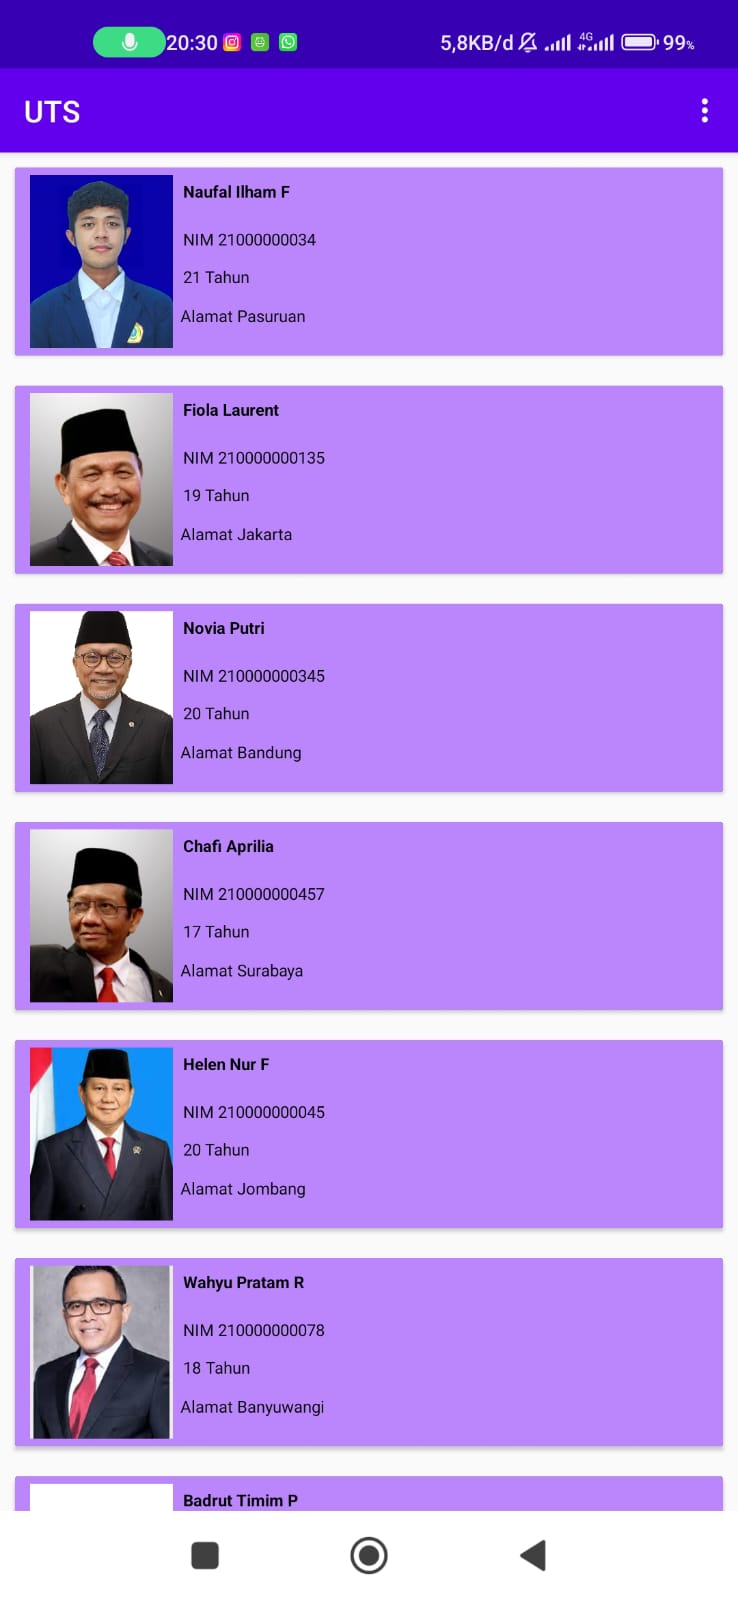 20:30 5,8KB/d 4G 99%
UTS
Naufal Ilham F
NIM 21000000034
21 Tahun
Alamat Pasuruan
Fiola Laurent
NIM 210000000135
19 Tahun
Alamat Jakarta
Novia Putri
NIM 210000000345
20 Tahun
Alamat Bandung
Chafi Aprilia
NIM 210000000457
17 Tahun
Alamat Surabaya
Helen Nur F
NIM 210000000045
20 Tahun
Alamat Jombang
Wahyu Pratam R
NIM 210000000078
18 Tahun
Alamat Banyuwangi
Badrut Timim P